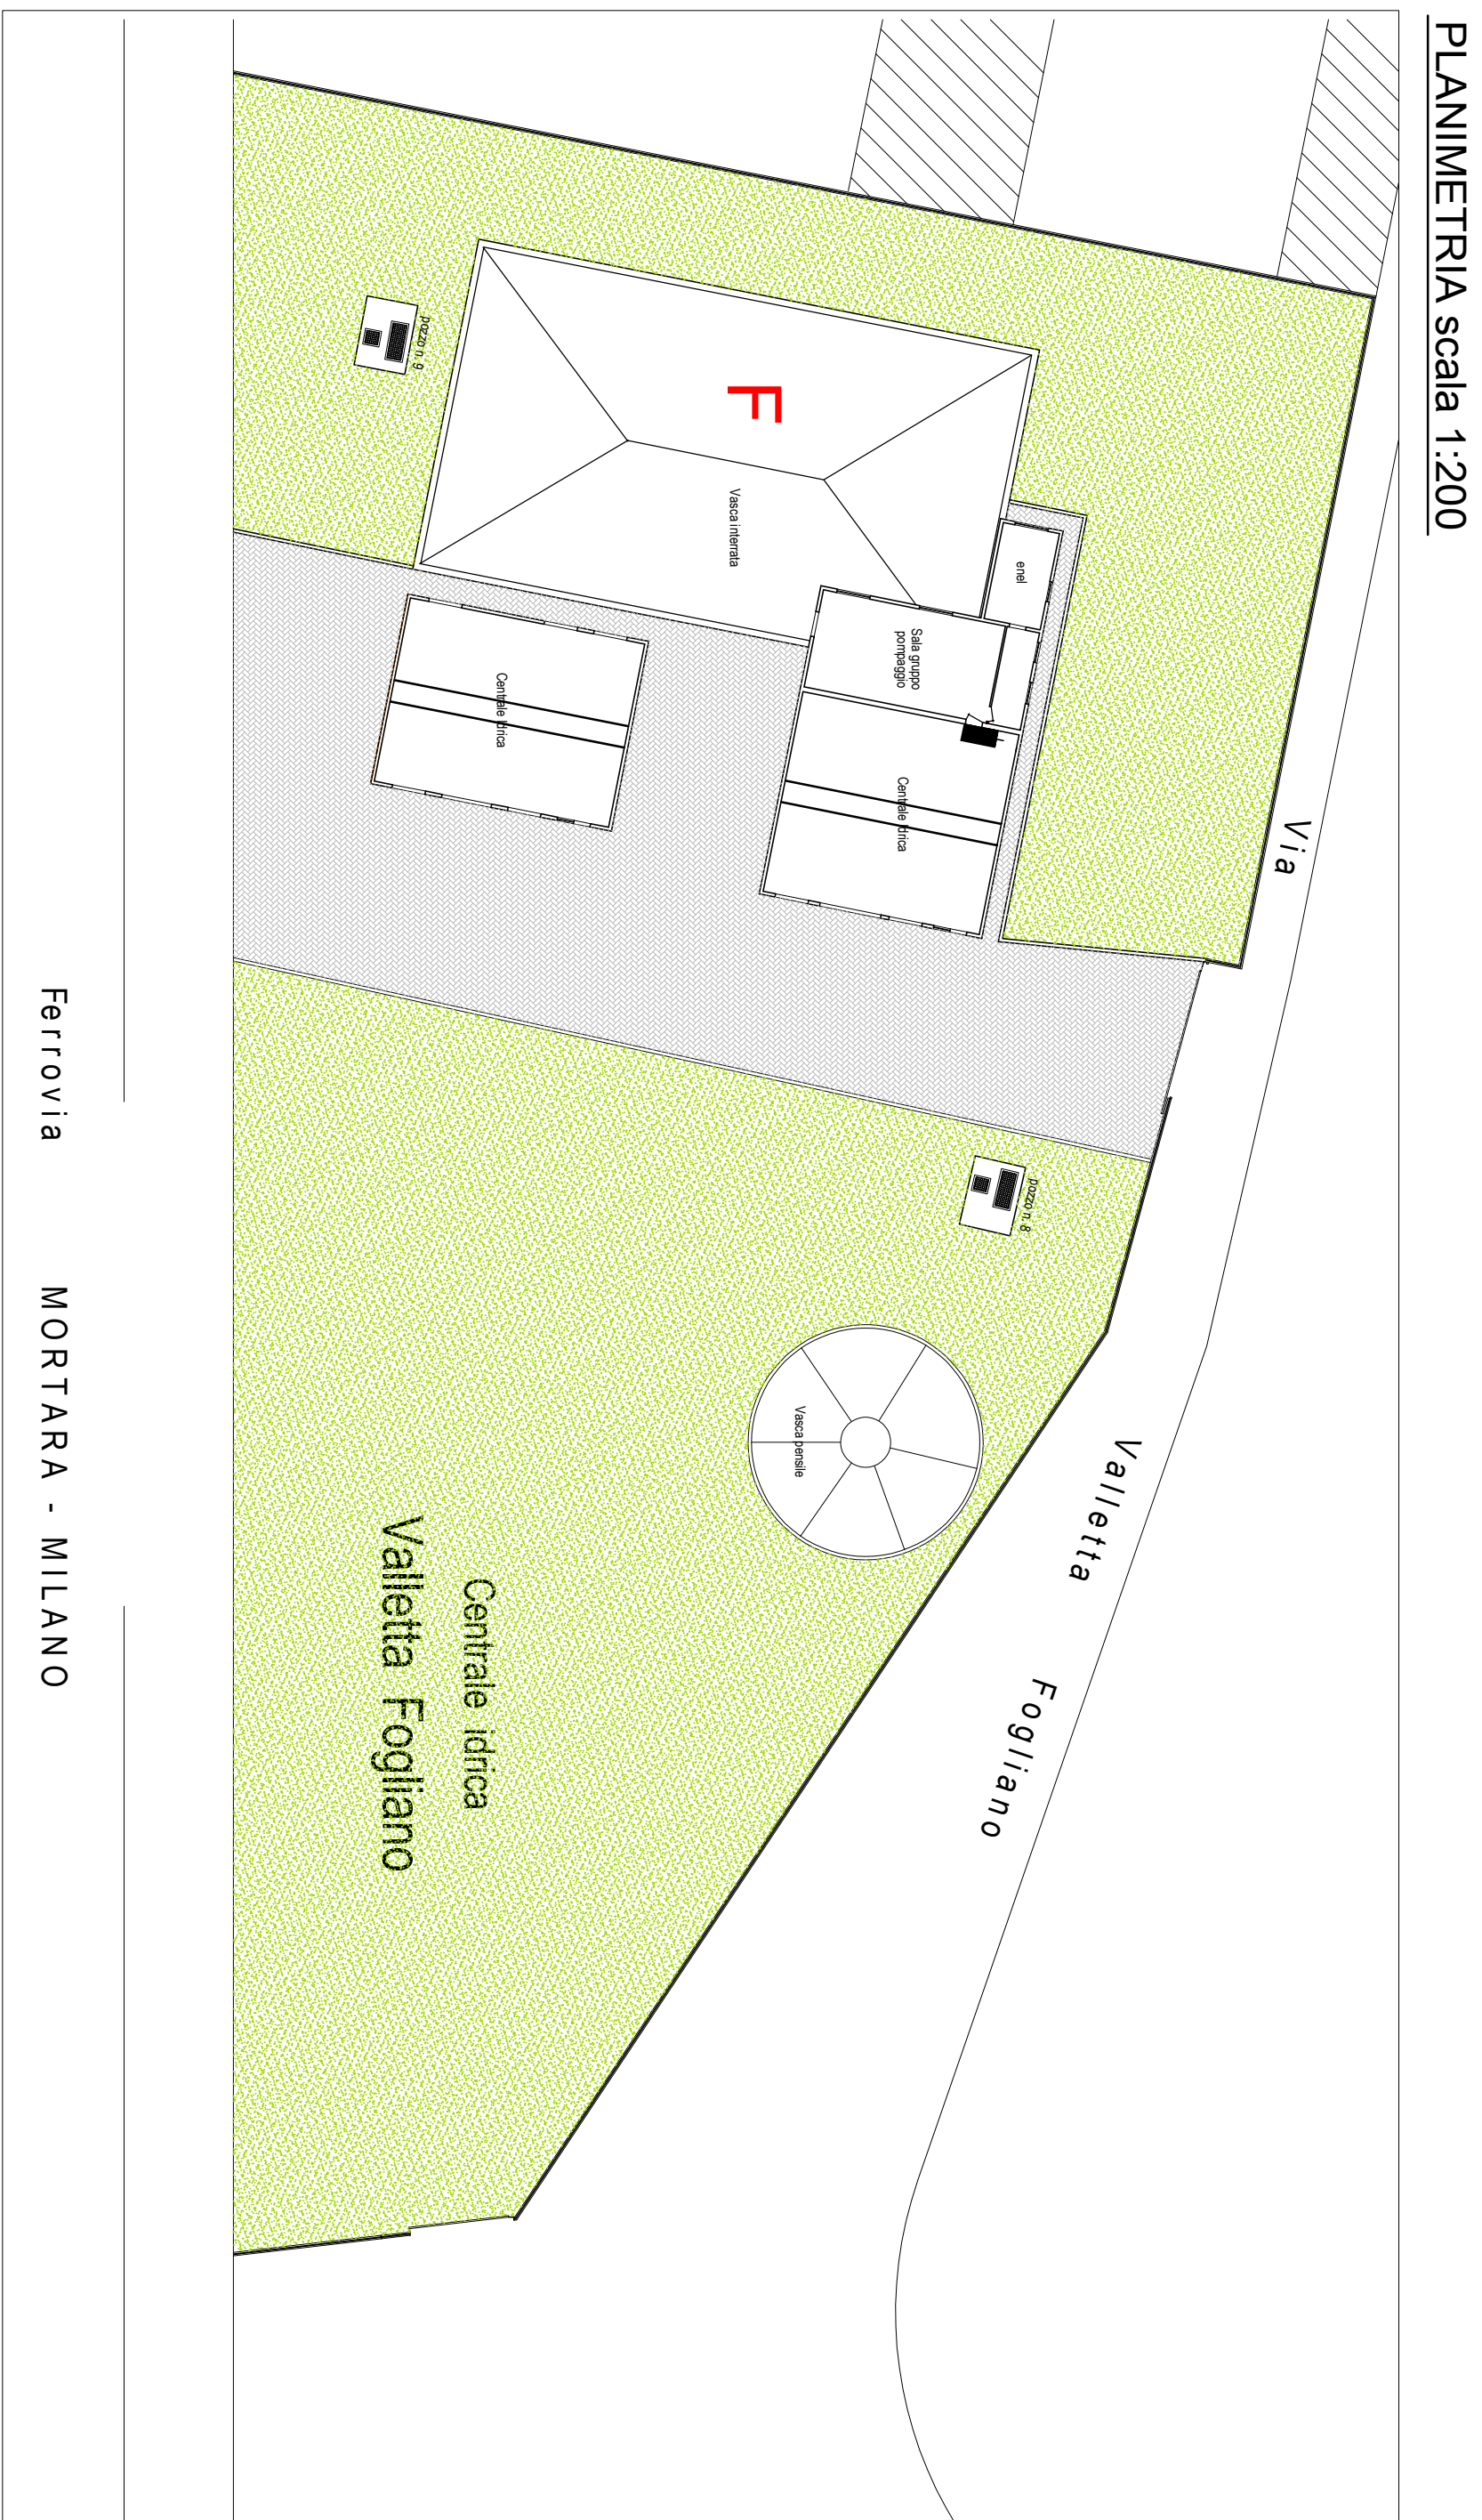 PLANIMETRIA scala 1:200
Via
Valletta
Fogliano
enel
Sala gruppo
pompaggio
Centrale Idrica
pozzo n. 8
Vasca pensile
F
Vasca interrata
Centrale Idrica
pozzo n. 9
Centrale idrica
Valletta Fogliano
Ferrovia MORTARA - MILANO